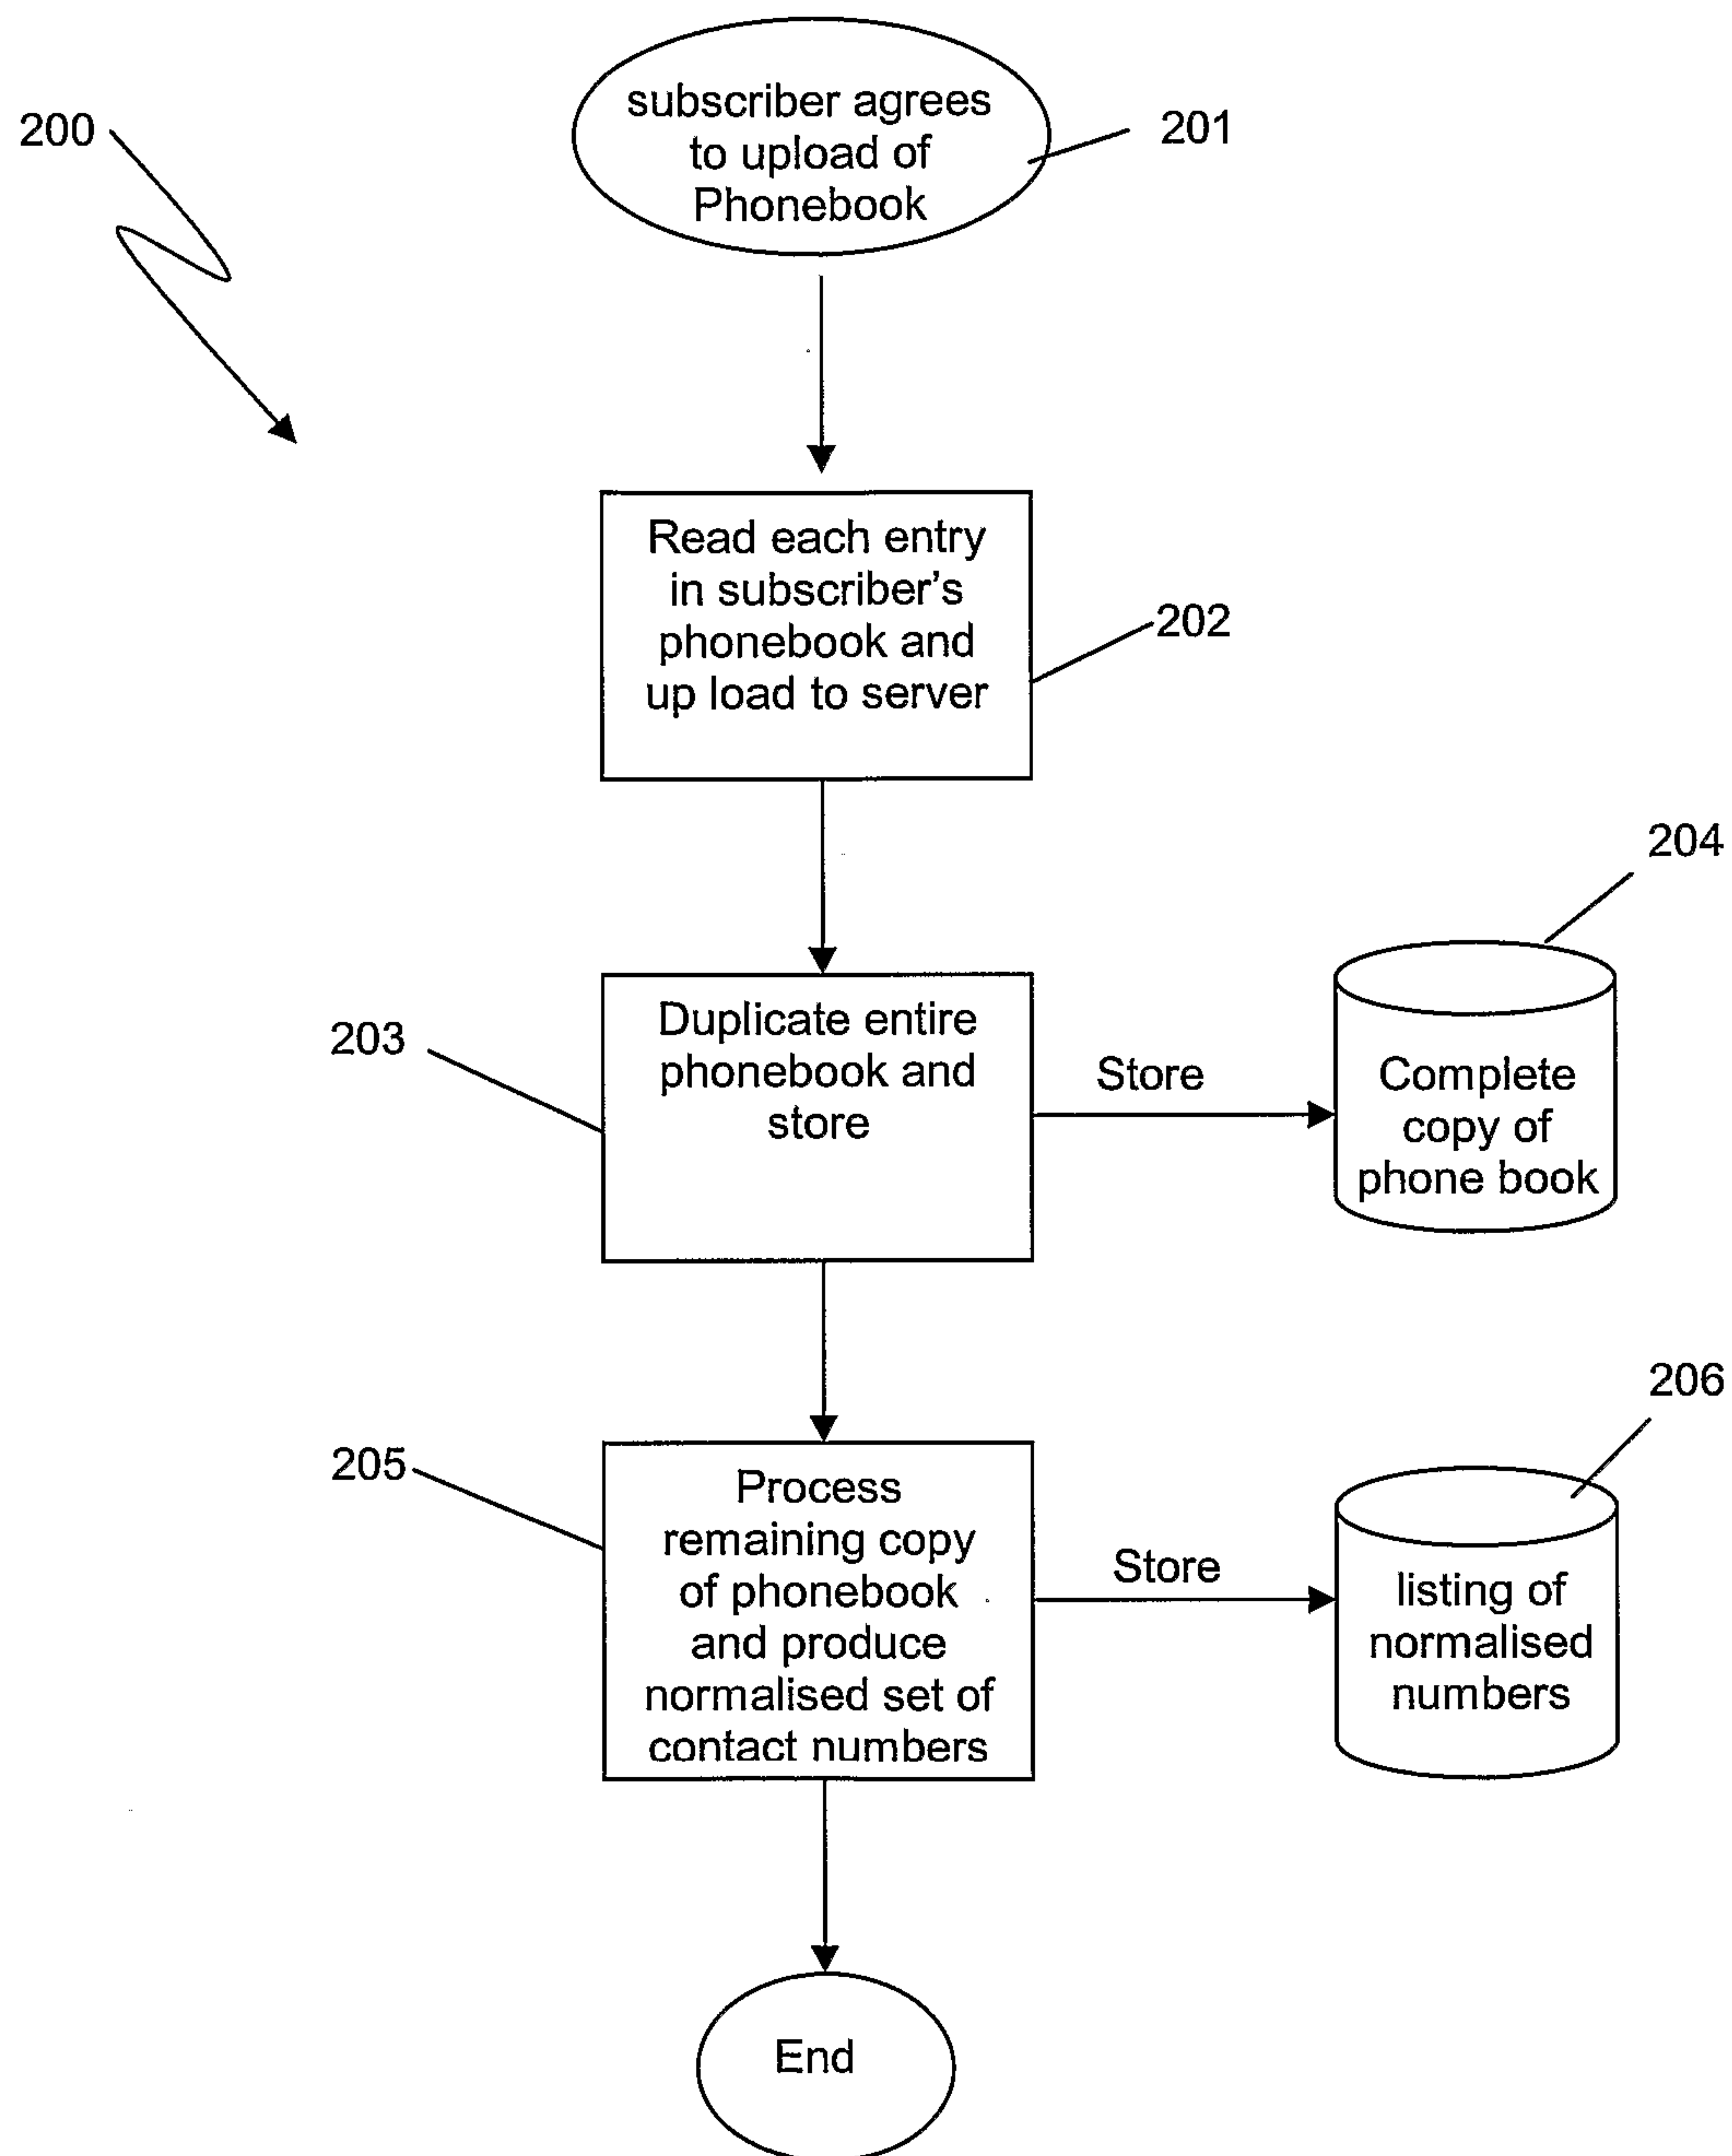 200
subscriber agrees
to upload of
Phonebook
201
Read each entry
in subscriber's
phonebook and
up load to server
202
203
Duplicate entire
phonebook and
store
Store
204
Complete
copy of
phone book
205
Process
remaining copy
of phonebook
and produce
normalised set of
contact numbers
Store
206
listing of
normalised
numbers
End